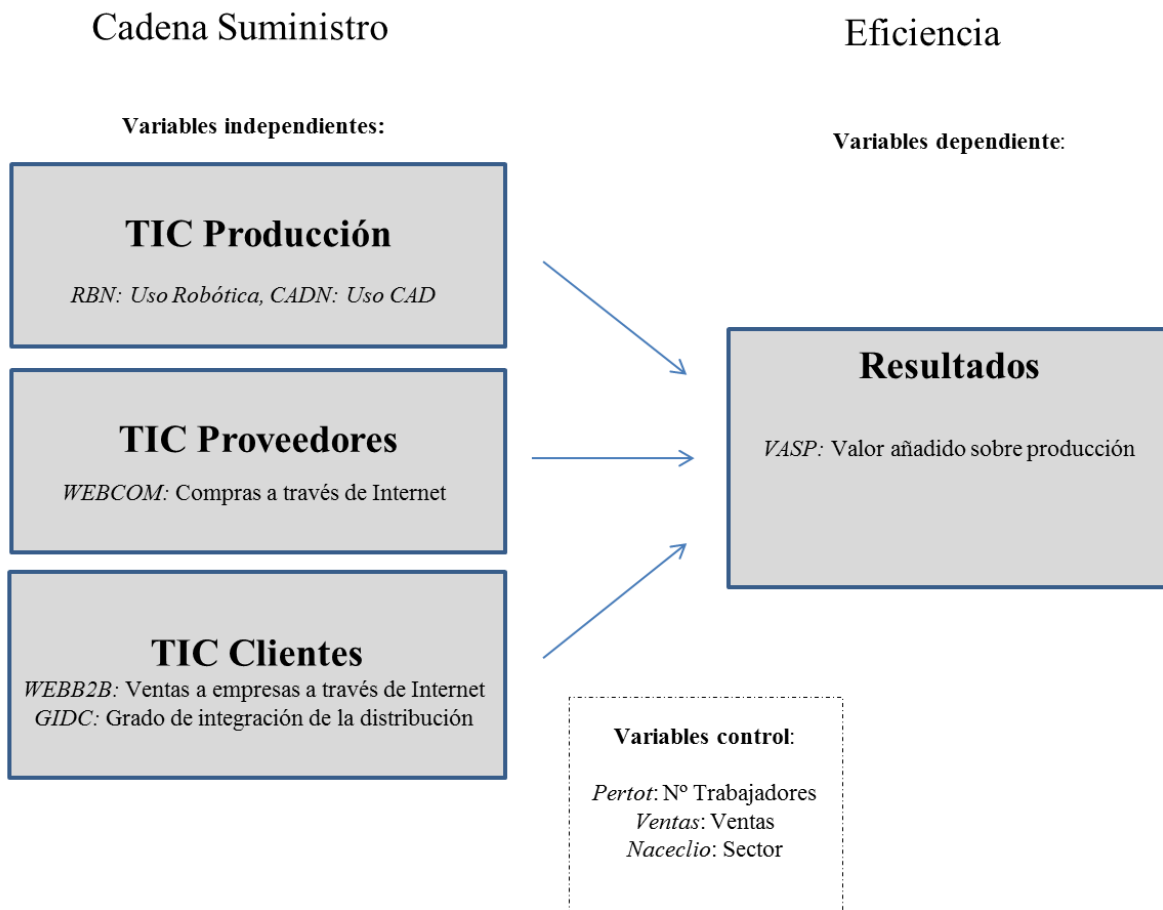 Cadena Suministro
Eficiencia
Variables independientes:
Variables dependiente:
TIC Producción
RBN: Uso Robótica, CADN: Uso CAD
TIC Proveedores
WEBCOM: Compras a través de Internet
TIC Clientes
WEBB2B: Ventas a empresas a través de Internet
GIDC: Grado de integración de la distribución
Resultados
VASP: Valor añadido sobre producción
Variables control:
Pertot: Nº Trabajadores
Ventas: Ventas
Naceclio: Sector